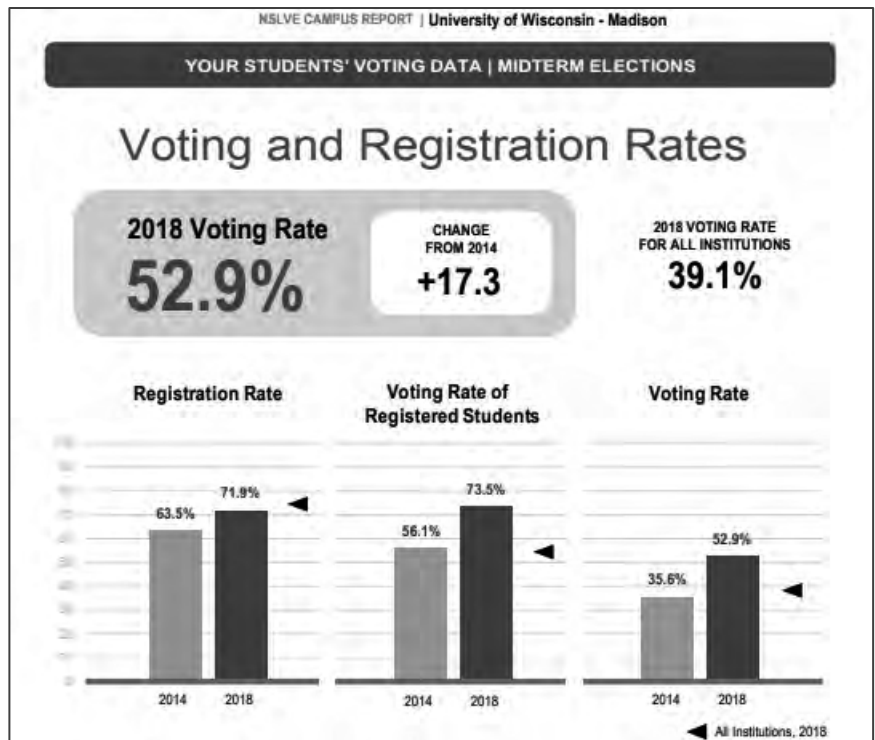 NSLVE CAMPUS REPORT | University of Wisconsin - Madison
YOUR STUDENTS' VOTING DATA | MIDTERM ELECTIONS
Voting and Registration Rates
2018 Voting Rate
52.9%
CHANGE
FROM 2014
+17.3
2018 VOTING RATE
FOR ALL INSTITUTIONS
39.1%
Registration Rate
63.5%
71.9%
2014 2018
Voting Rate of
Registered Students
56.1%
73.5%
2014 2018
Voting Rate
35.6%
52.9%
2014 2018
All Institutions, 2018